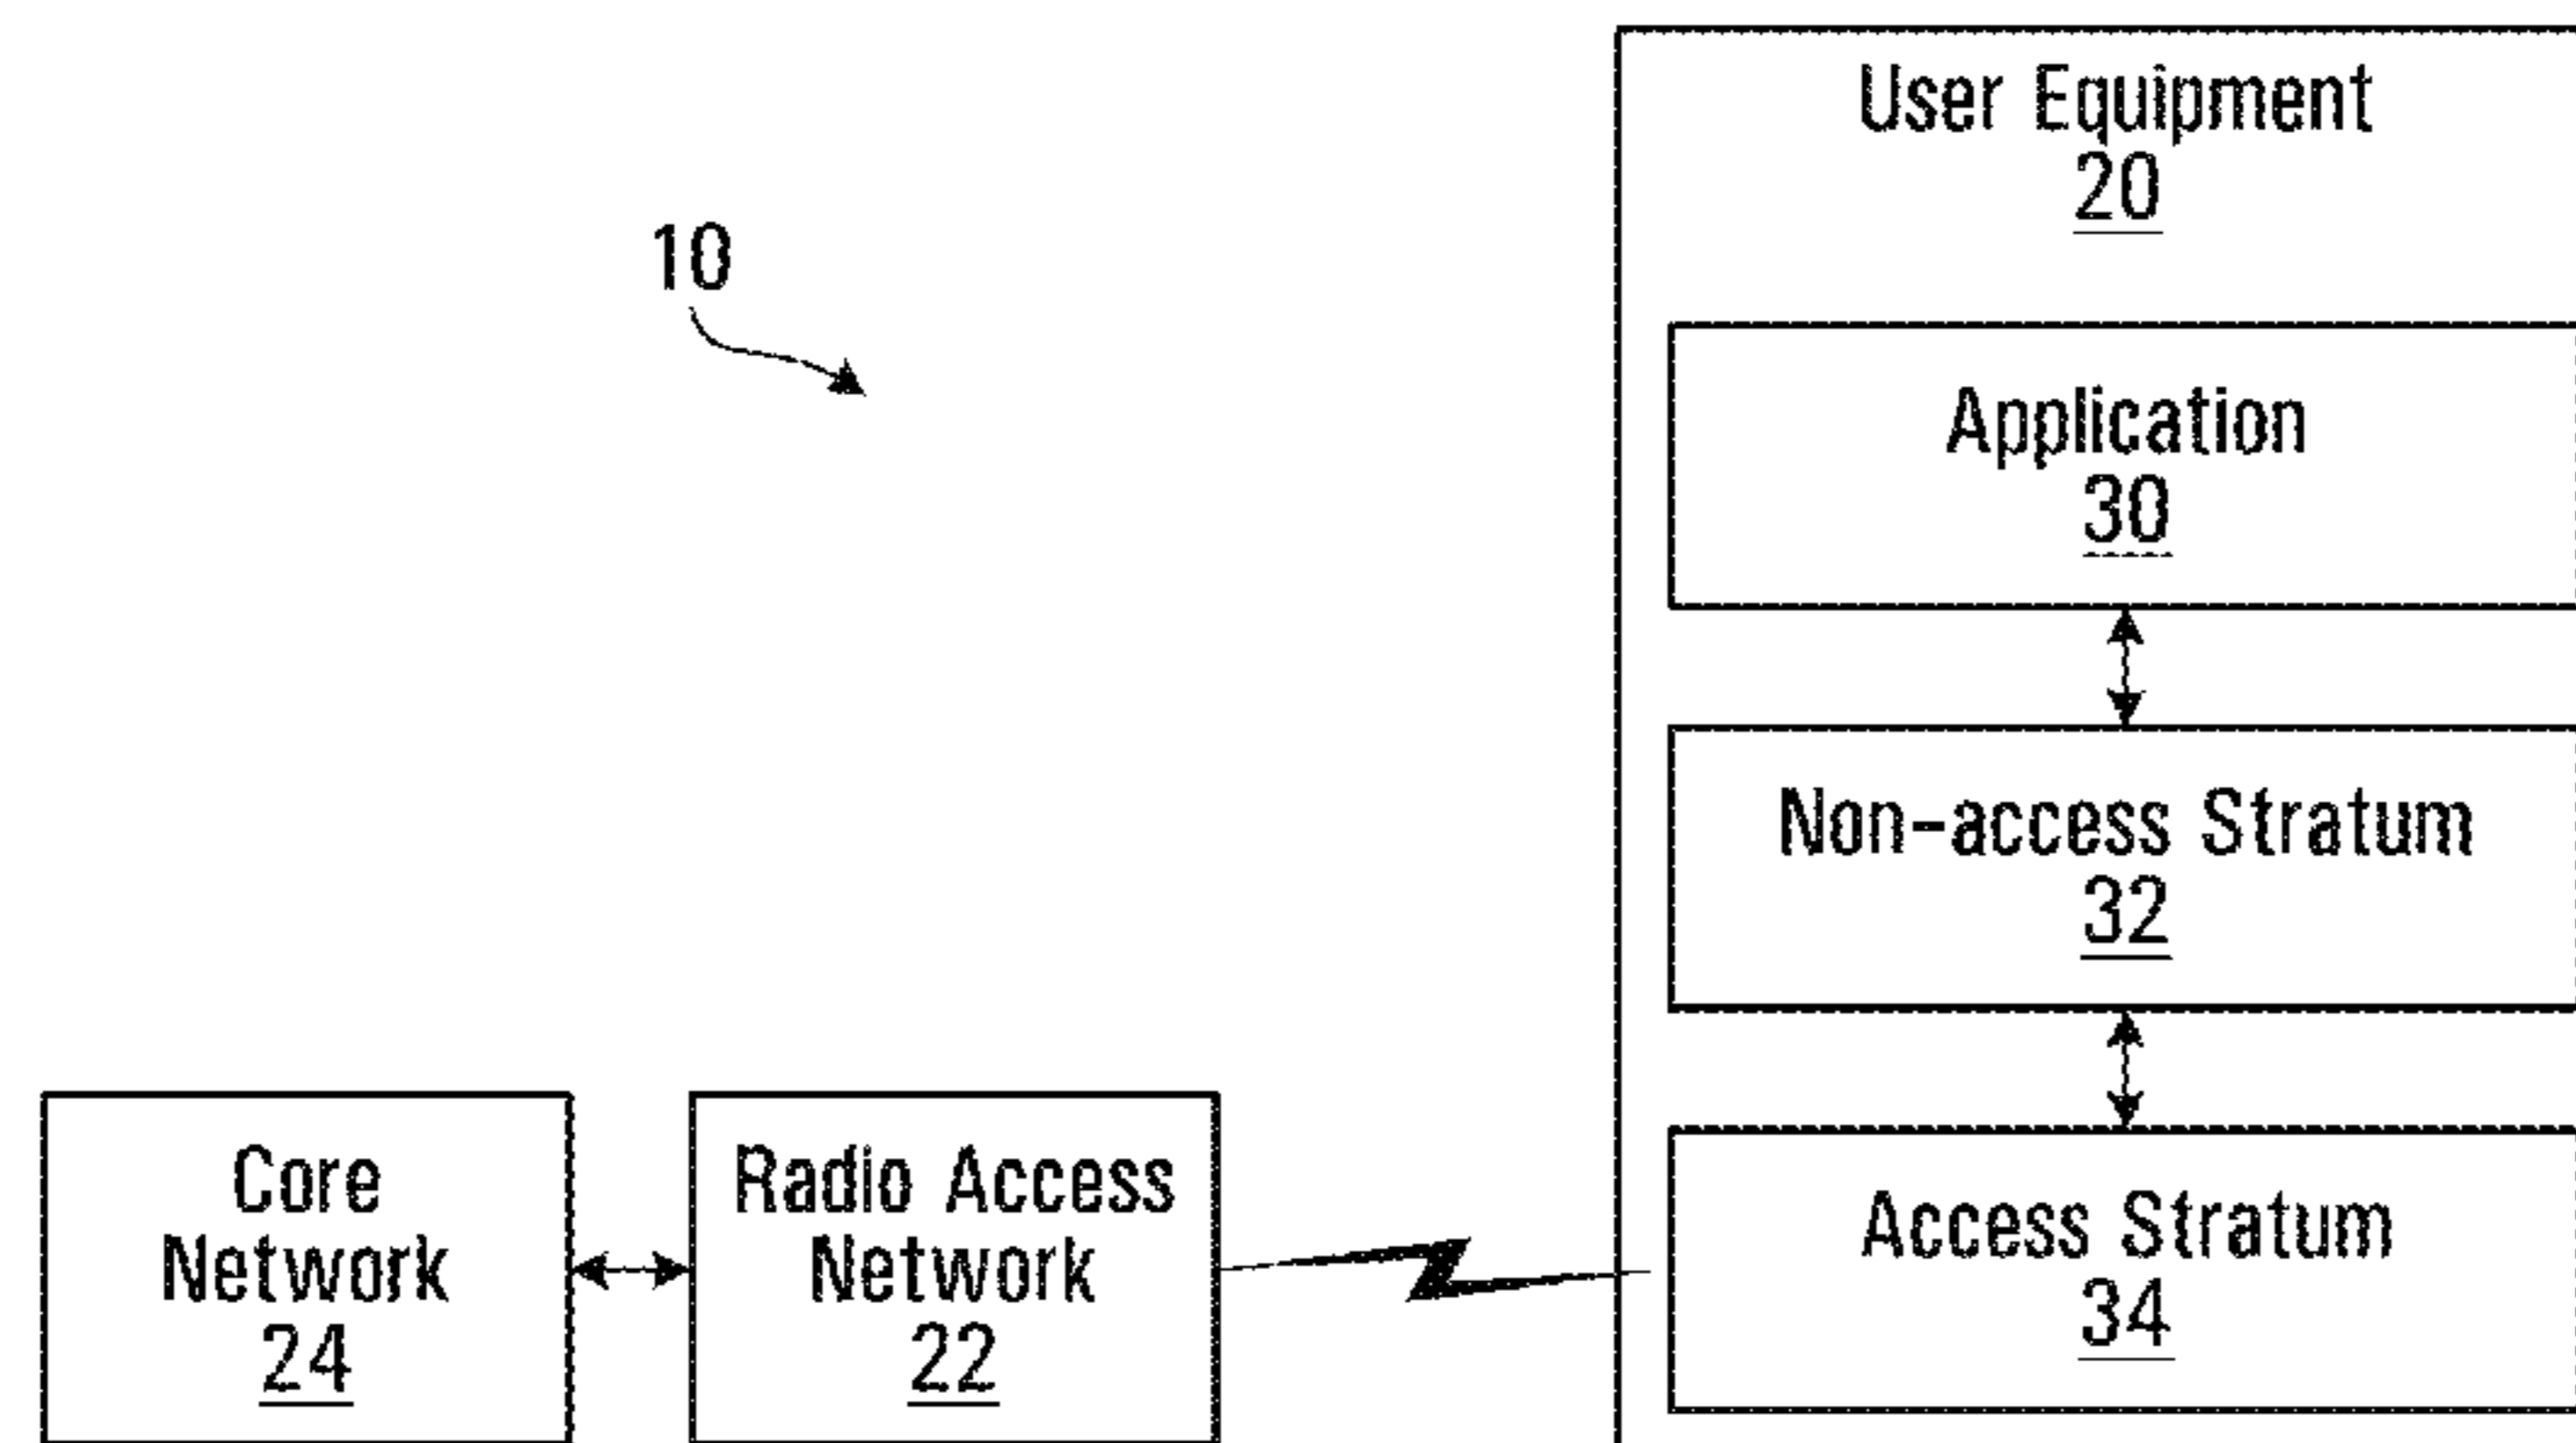 User Equipment
20
10
Application
30
Non-access Stratum
32
Core
Network
24
Radio Access
Network
22
Access Stratum
34